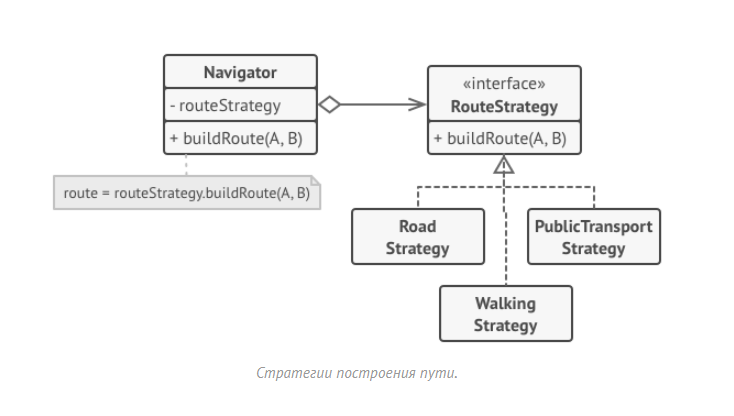 Navigator
- routeStrategy
+ buildRoute(A, B)
route = routeStrategy.buildRoute(A, B)
«interface»
RouteStrategy
+ buildRoute(A, B)
Road
Strategy
PublicTransport
Strategy
Walking
Strategy
Стратегии построения пути.